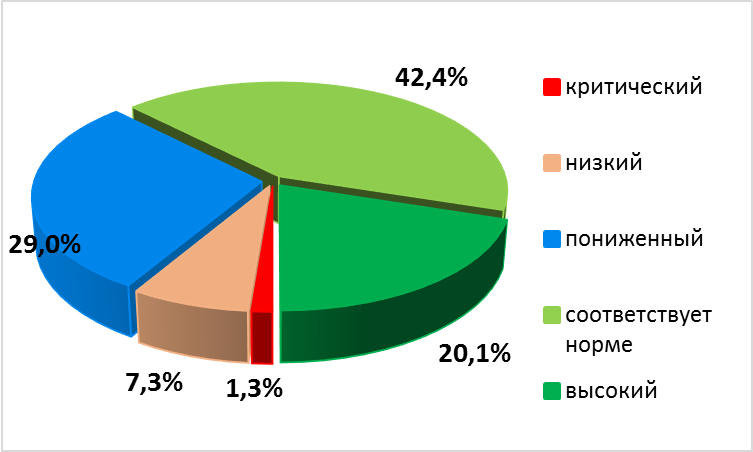 42,4%
29,0%
7,3%
1,3%
20,1%
критический
низкий
пониженный
соответствует
норме
высокий